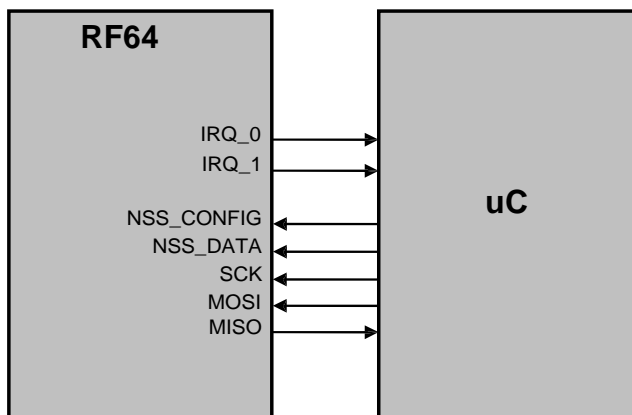 RF64
IRQ_0
IRQ_1
uC
NSS_CONFIG
NSS_DATA
SCK
MOSI
MISO